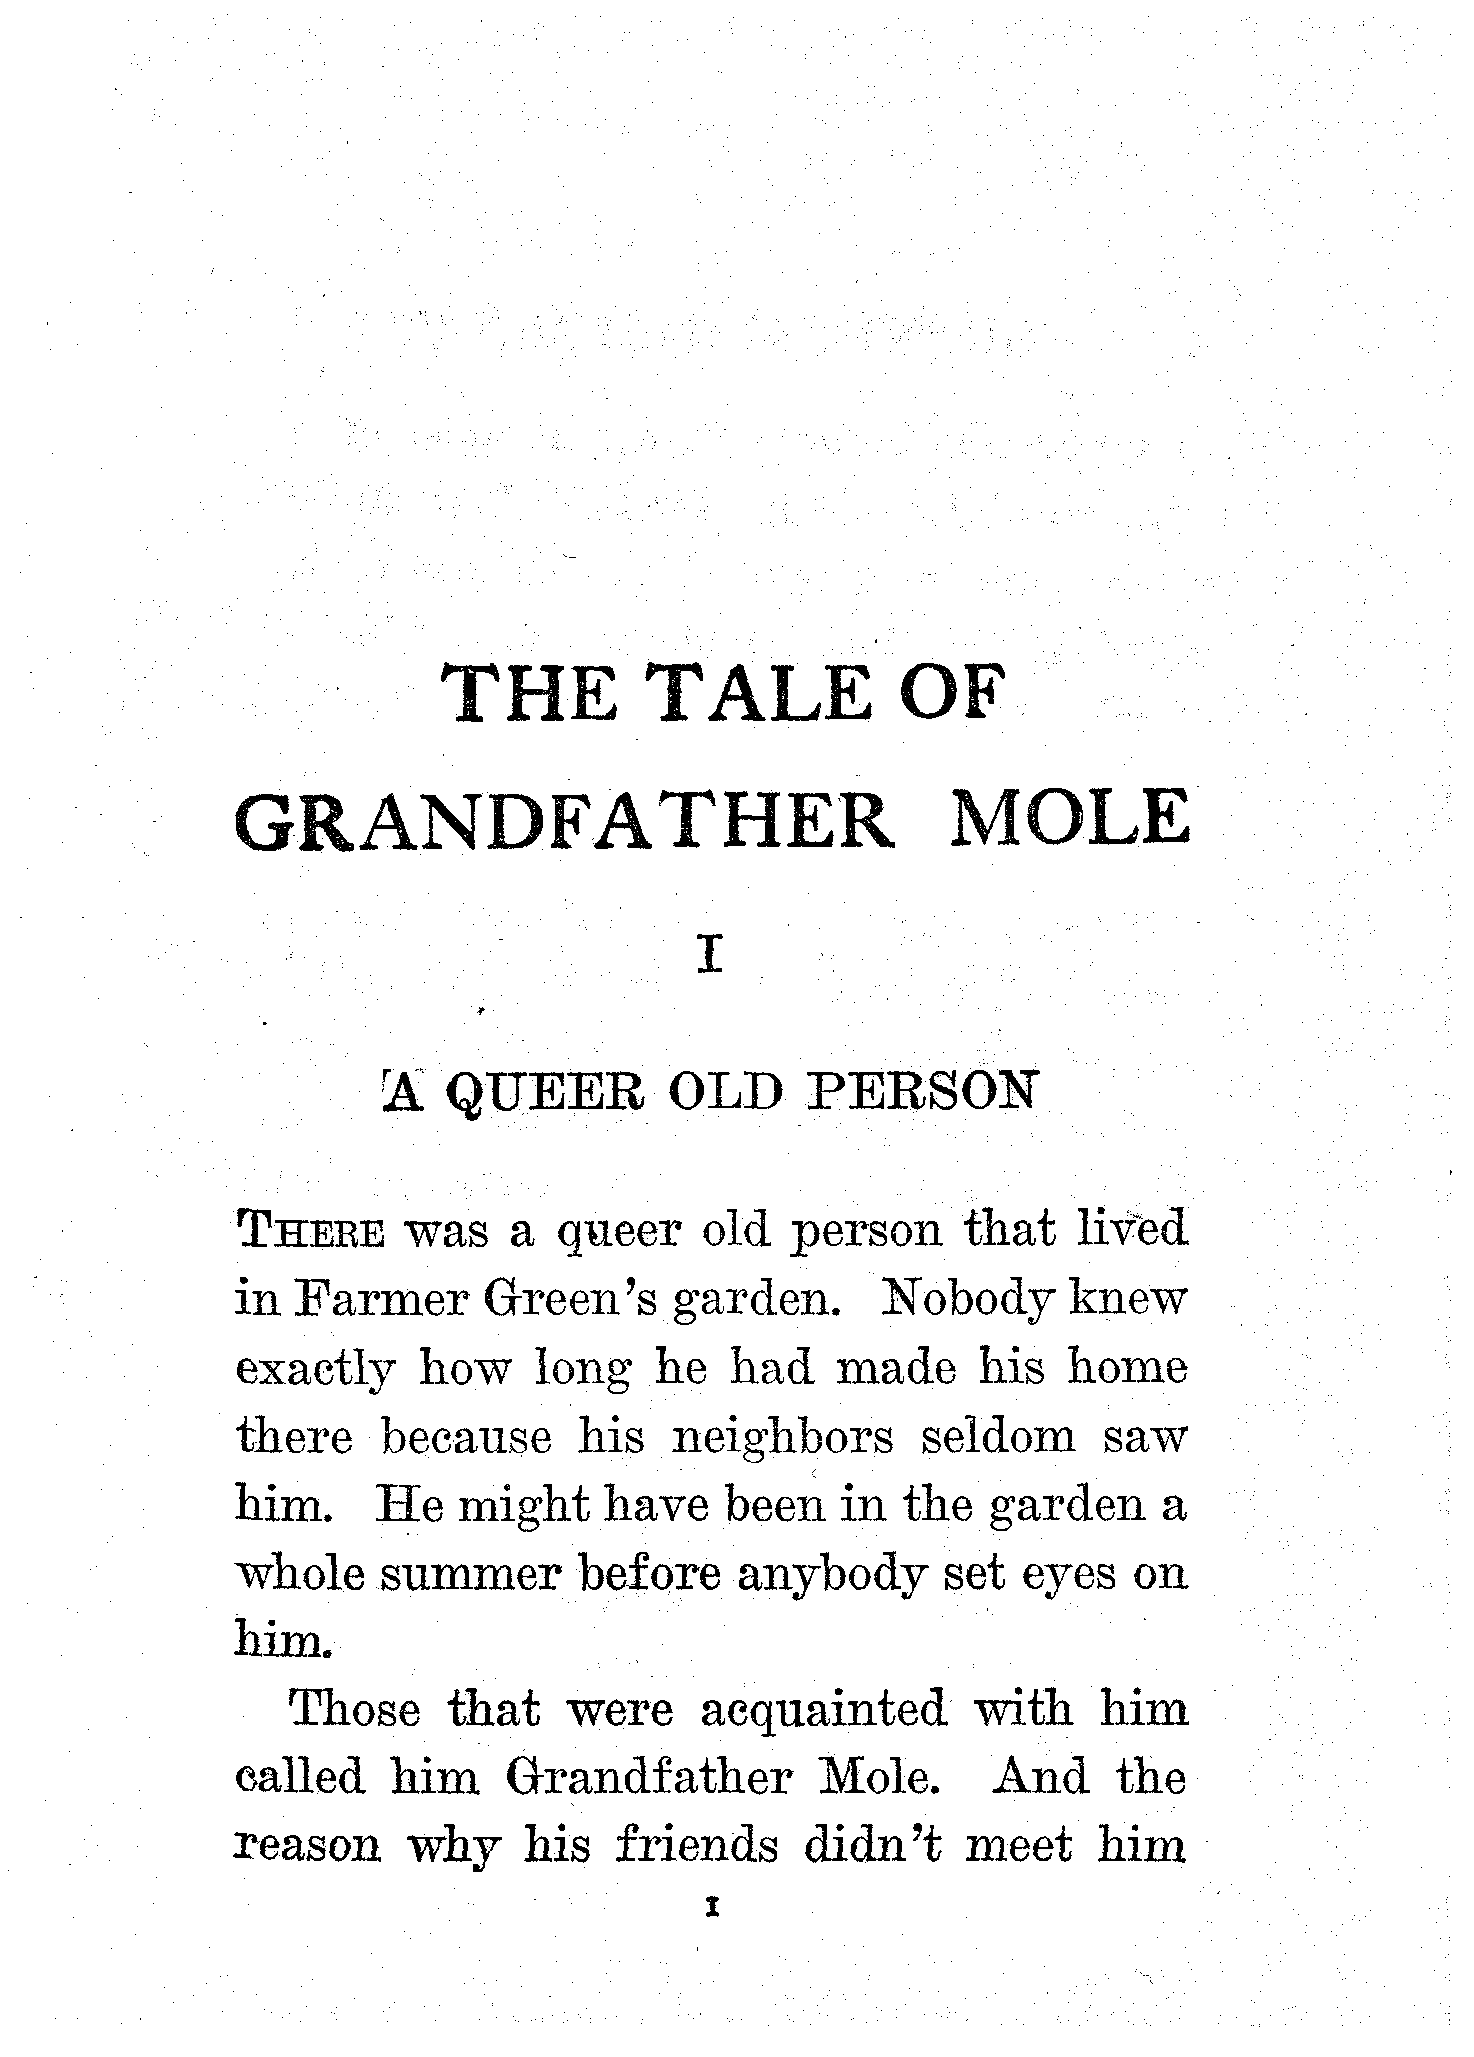 THE TALE OF
GRANDFATHER MOLE
I
A QUEER OLD PERSON
THERE was a queer old person that lived
in Farmer Green's garden. Nobody knew
exactly how long he had made his home
there because his neighbors seldom saw
him. He might have been in the garden a
whole summer before anybody set eyes on
him.
Those that were acquainted with him
called him Grandfather Mole. And the
reason why his friends didn't meet him
1